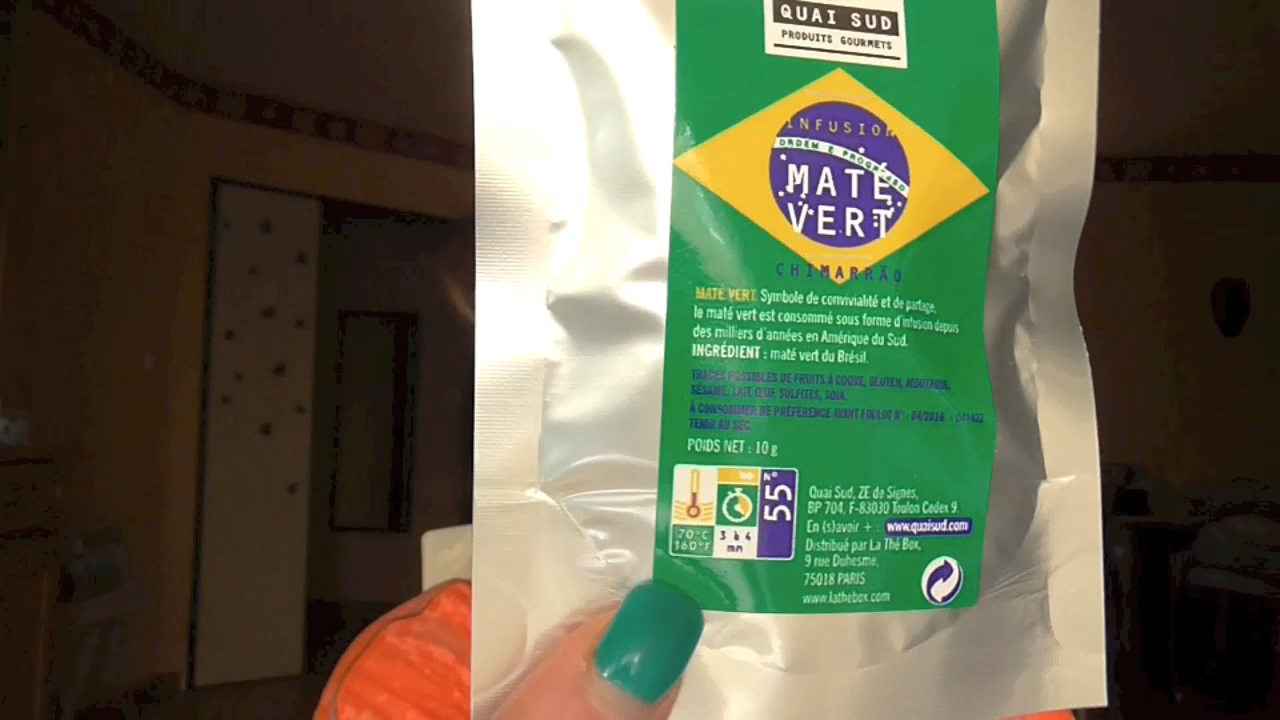 QUAI SUD
PRODUITS GOURMETS
INFUSION
ORDEM E PROGRESSO
MATÉ
VERT
CHIMARRÃO
MATÉ VERT. Symbole de convivialité et de partage,
le maté vert est consommé sous forme d'infusion depuis
des milliers d'années en Amérique du Sud.
INGRÉDIENT : maté vert du Brésil.
TRACES POSSIBLES DE FRUITS À COQUE, GLUTEN, MOUTARDE,
SÉSAME, LAIT, ŒUF, SULFITES, SOJA.
À CONSOMMER DE PRÉFÉRENCE AVANT FIN/LOT N° : 04/2016 - 041422
TENIR AU SEC.
POIDS NET : 10 g
70°C
160°F
3 à 4
mn
N°
55
Quai Sud, ZE de Signes,
BP 704, F-83030 Toulon Cedex 9.
En (s)avoir + : www.quaisud.com
Distribué par La Thé Box,
9 rue Duhesme,
75018 PARIS
www.lathebox.com